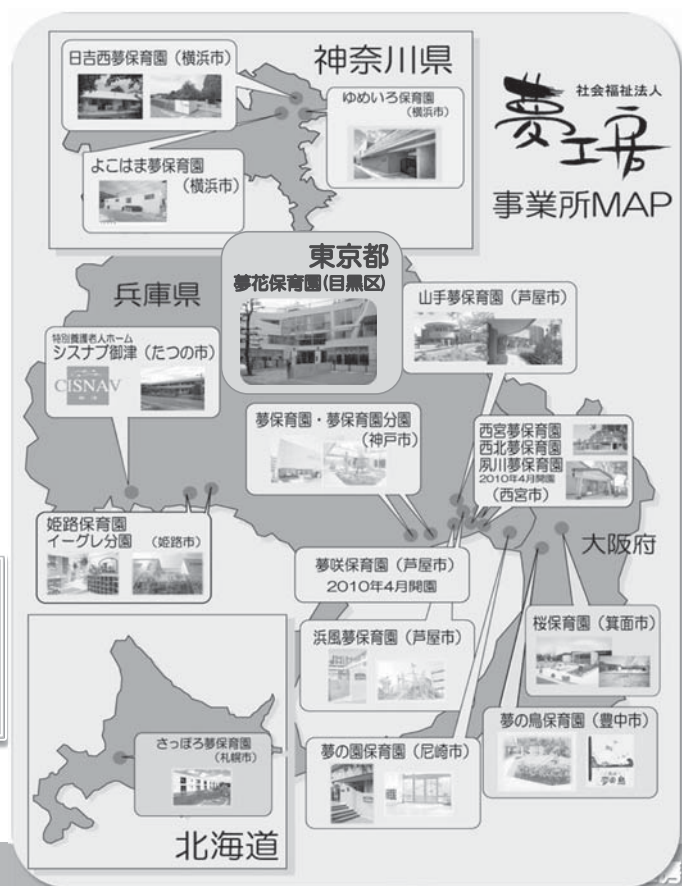 神奈川県
日吉西夢保育園（横浜市）
ゆめいろ保育園
（横浜市）
よこはま夢保育園
（横浜市）
社会福祉法人
夢工房
事業所MAP
東京都
夢花保育園(目黒区)
兵庫県
特別養護老人ホーム
シスナブ御津（たつの市）
CISNAV
山手夢保育園（芦屋市）
夢保育園・夢保育園分園
（神戸市）
西宮夢保育園
西北夢保育園
夙川夢保育園
2010年4月開園
（西宮市）
姫路保育園
イーグレ分園 （姫路市）
大阪府
夢咲保育園（芦屋市）
2010年4月開園
浜風夢保育園（芦屋市）
桜保育園（箕面市）
夢の鳥保育園（豊中市）
夢の鳥
夢の園保育園（尼崎市）
さっぽろ夢保育園
（札幌市）
北海道